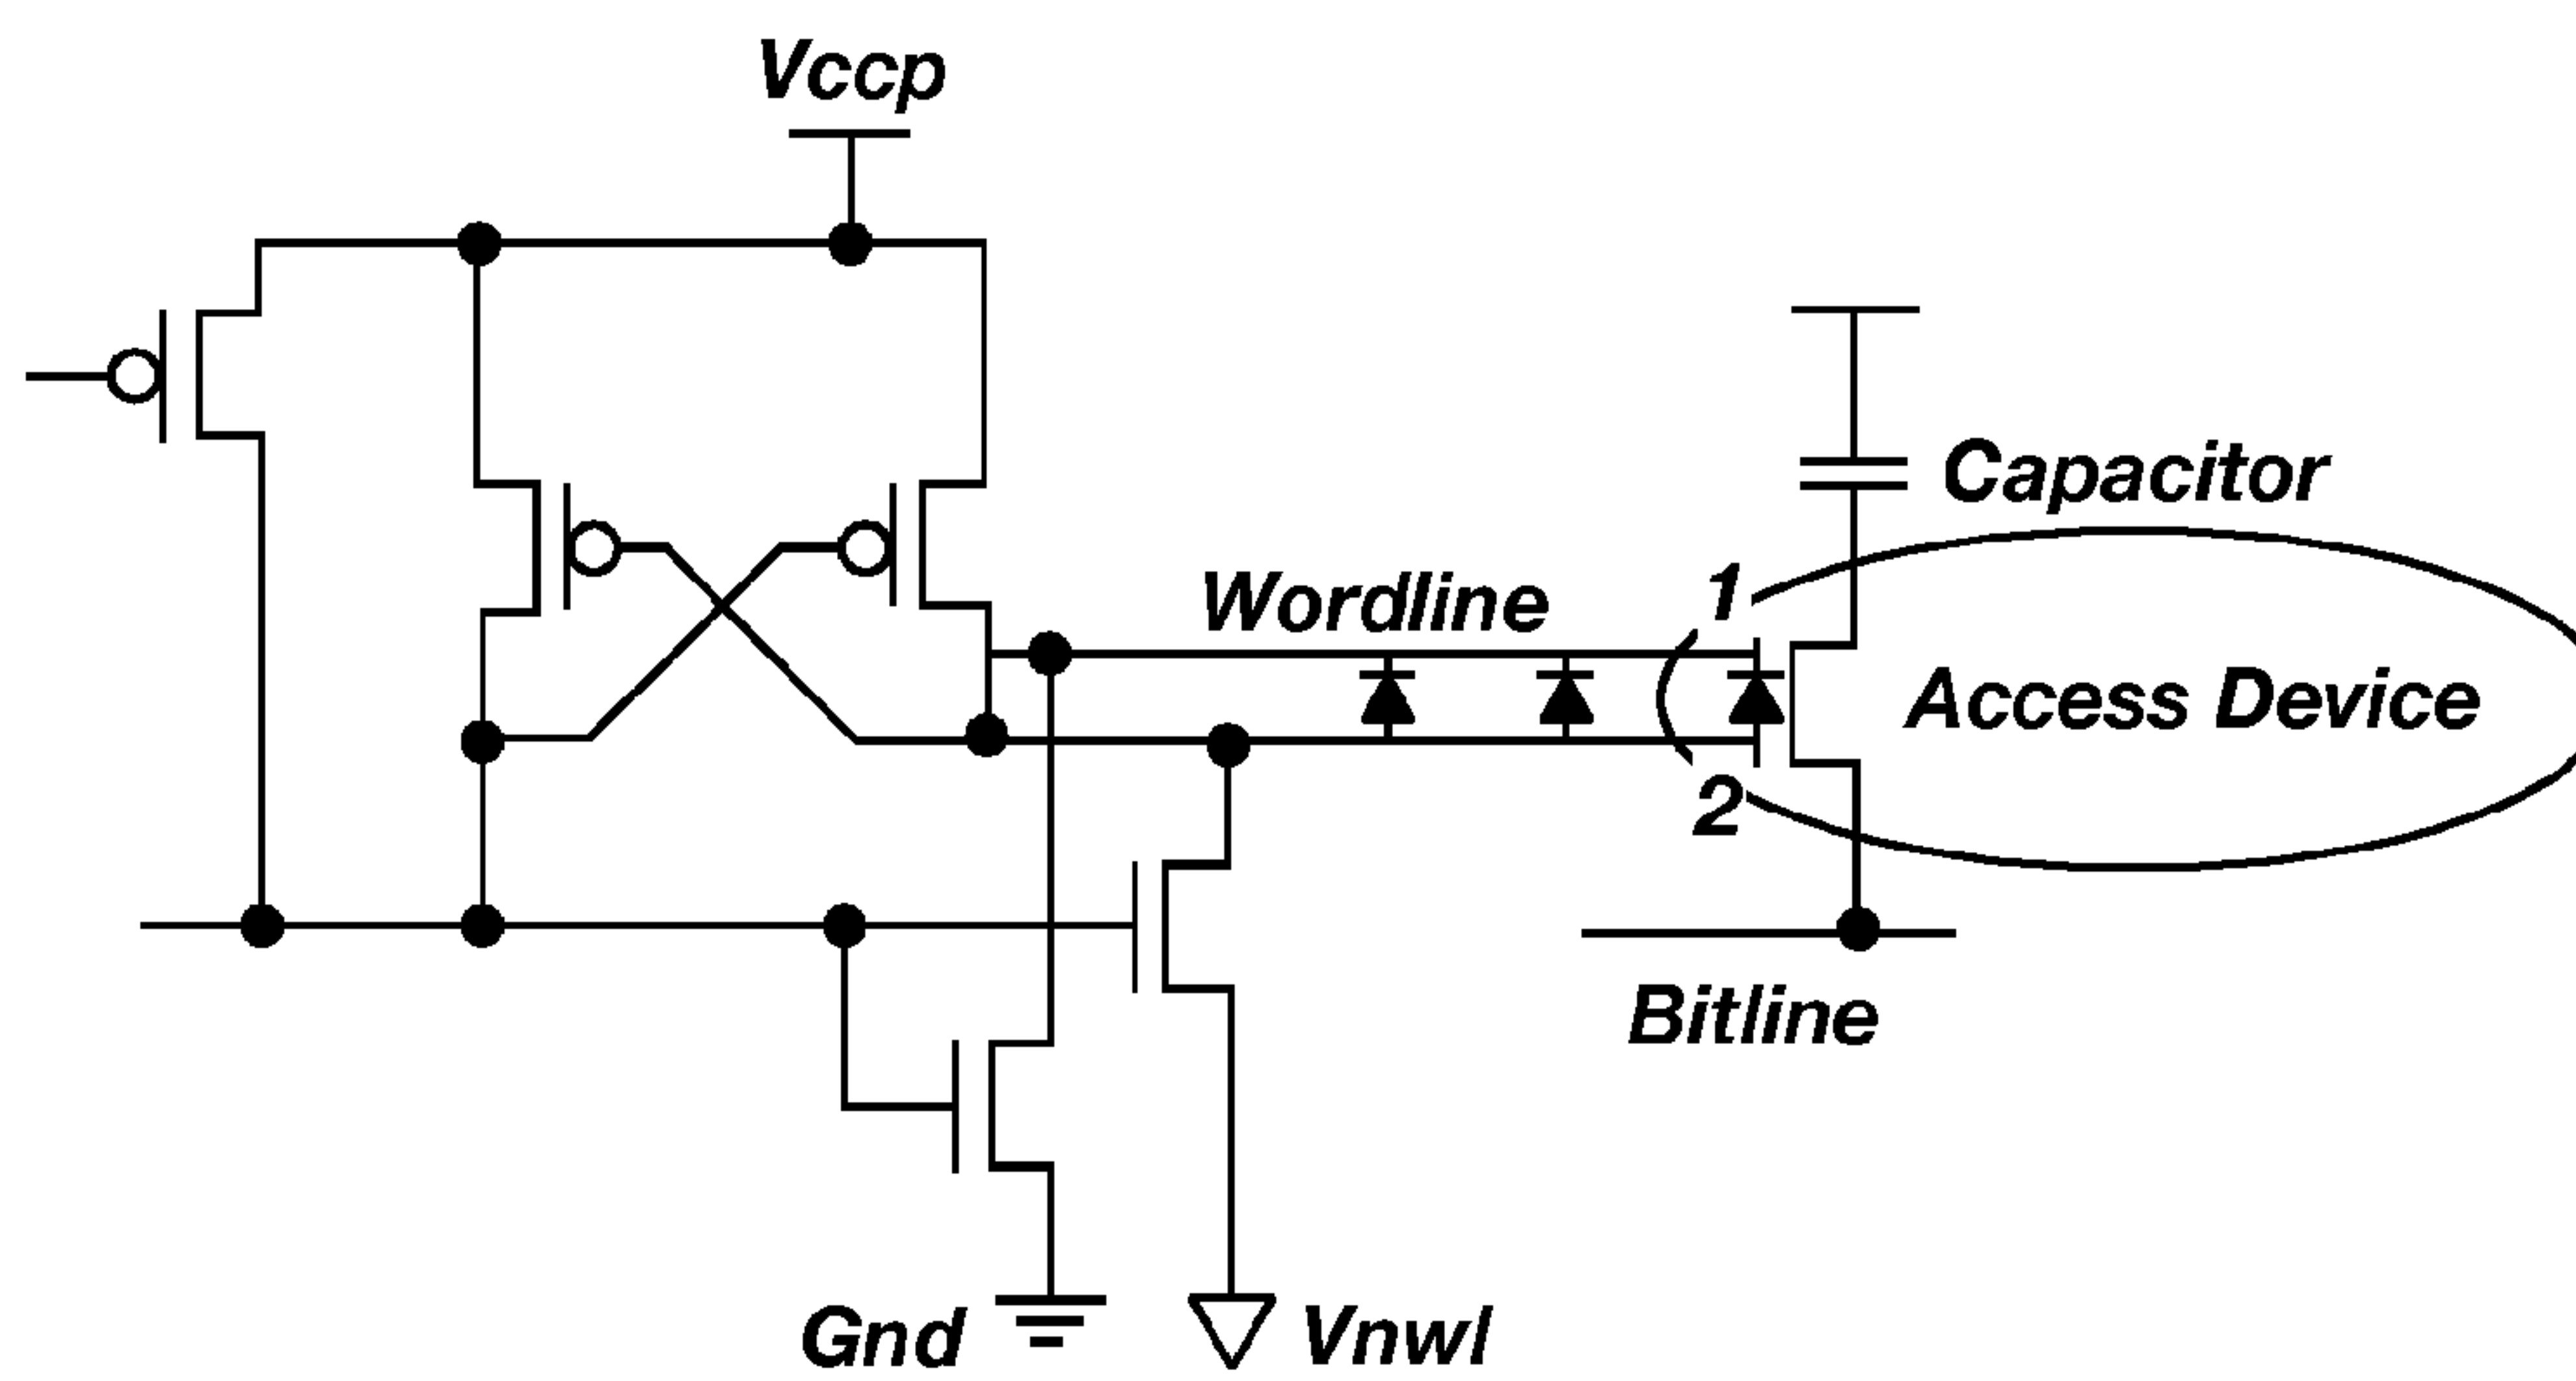 Vccp
Capacitor
Wordline
1
Access Device
2
Bitline
Gnd
Vnwl